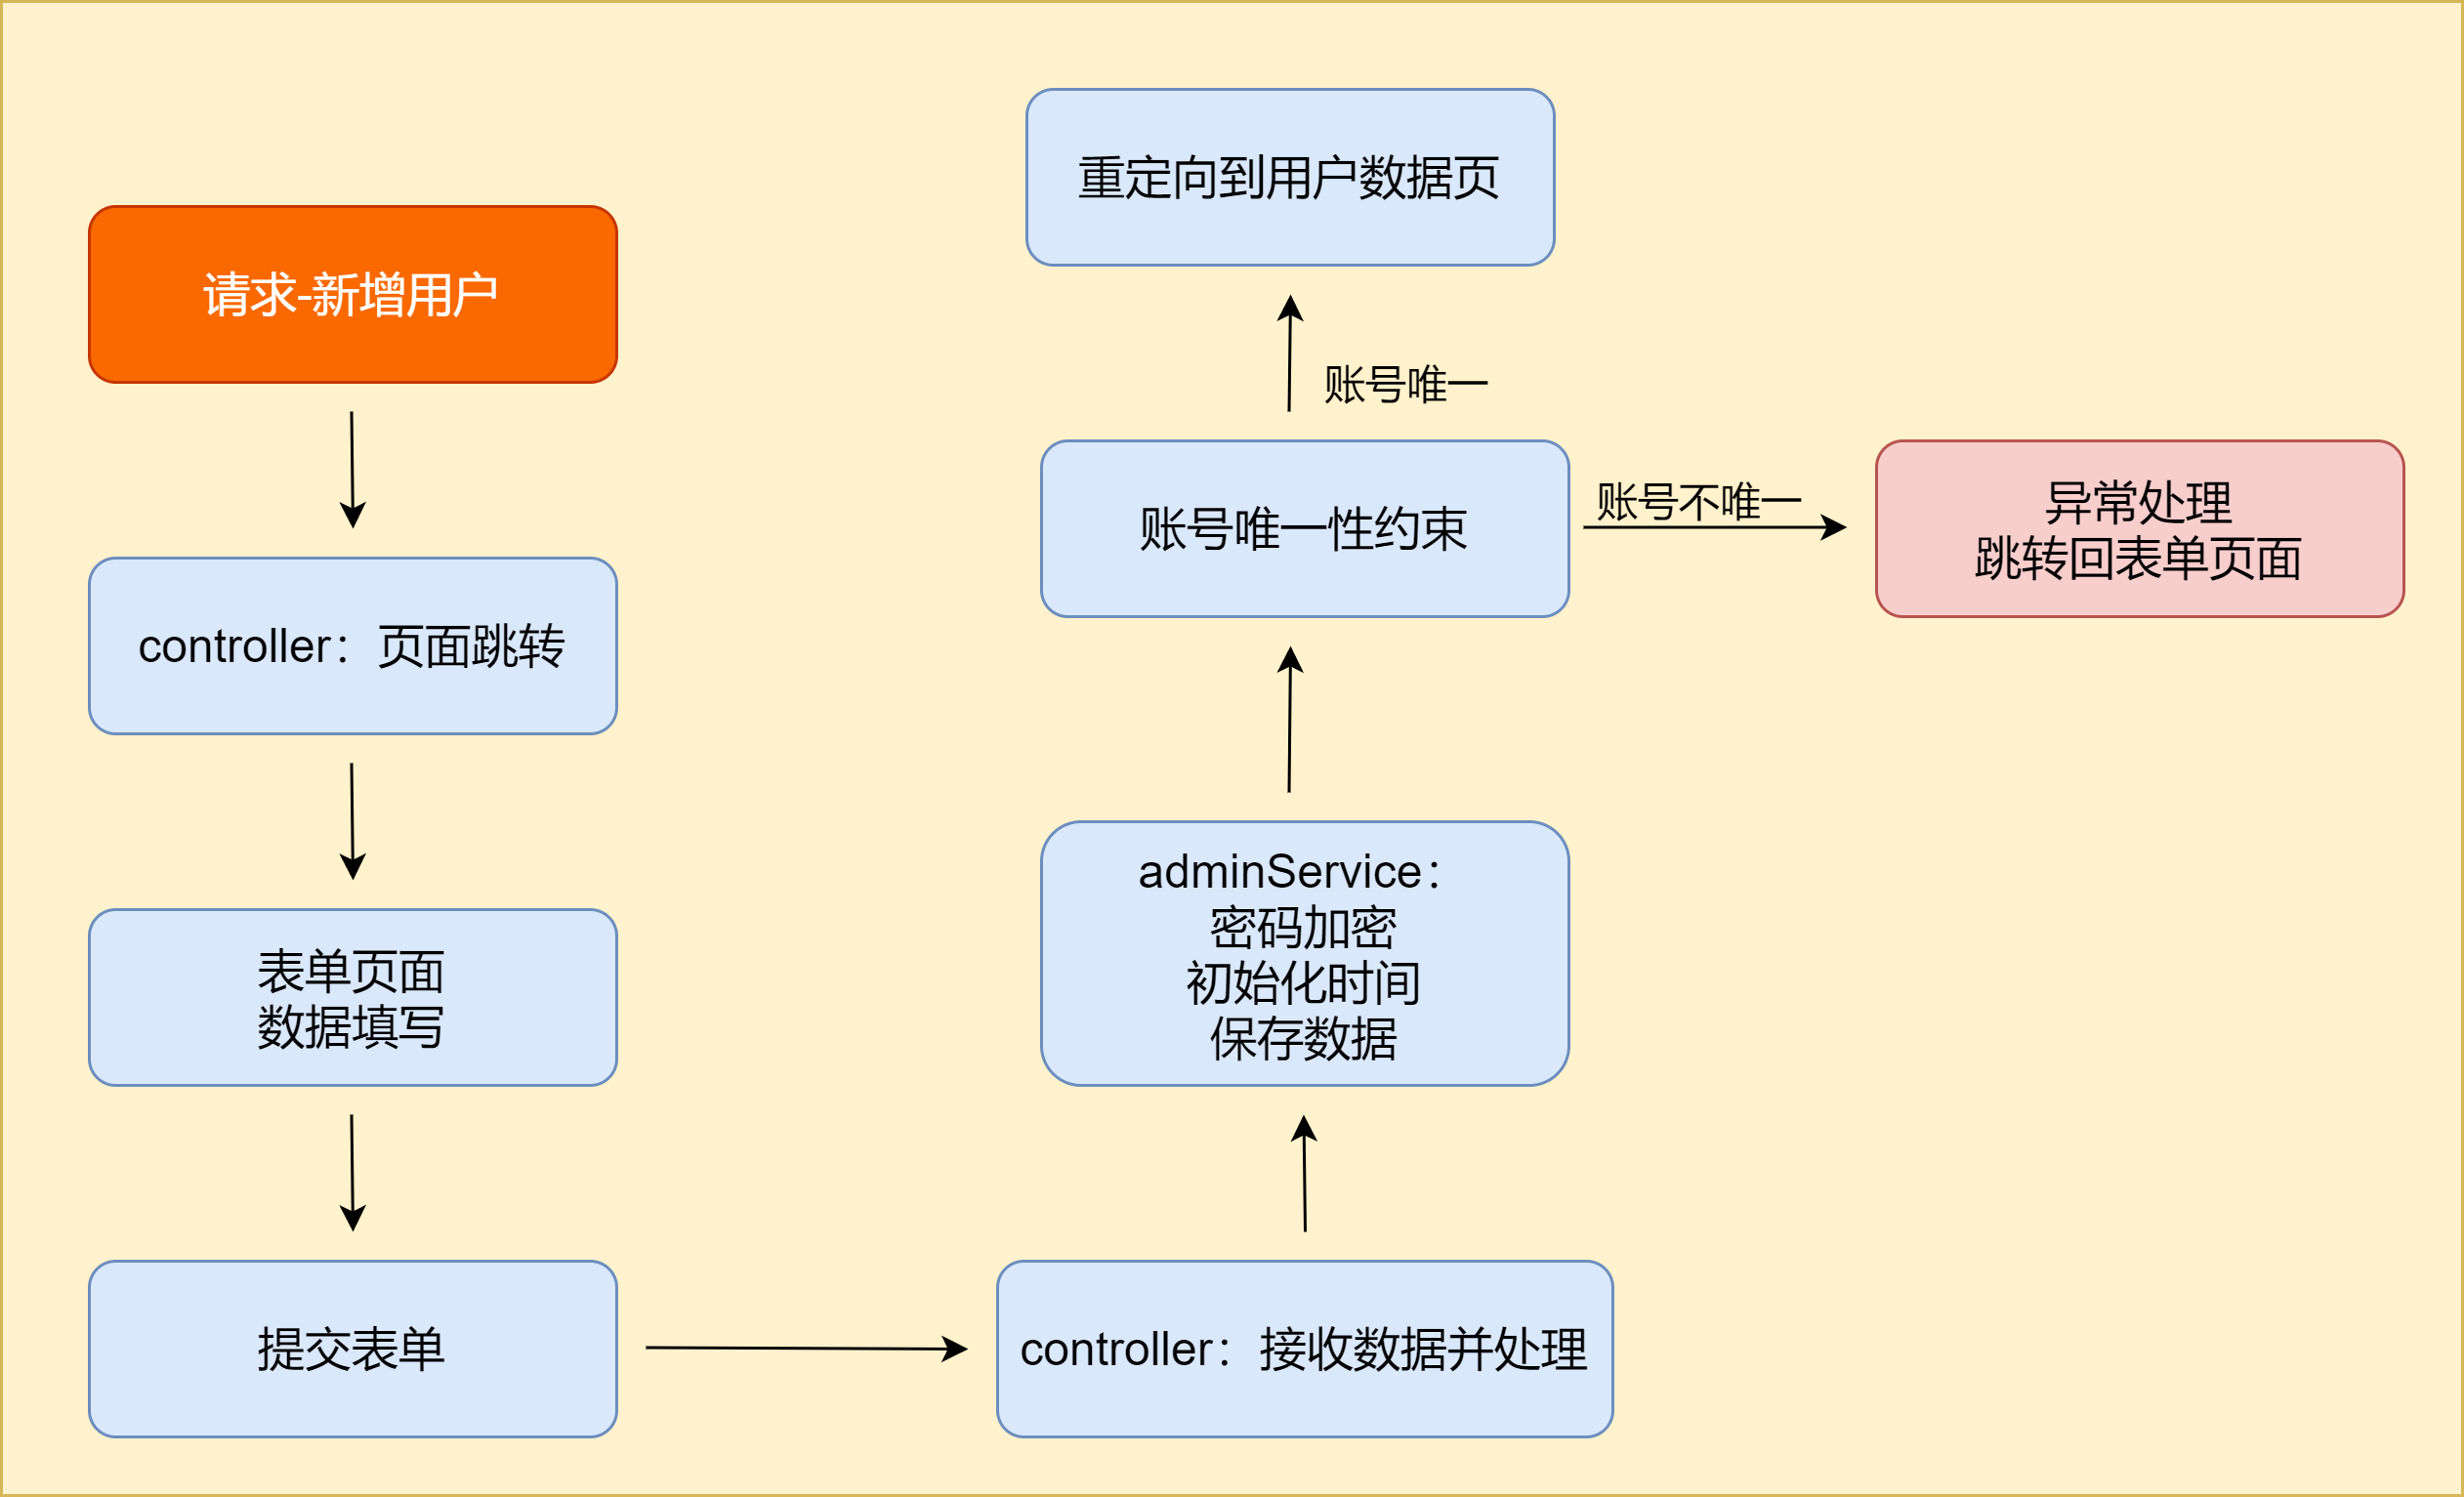 请求-新增用户
controller：页面跳转
表单页面
数据填写
提交表单
controller：接收数据并处理
adminService：
密码加密
初始化时间
保存数据
账号唯一性约束
账号唯一
重定向到用户数据页
账号不唯一
异常处理
跳转回表单页面